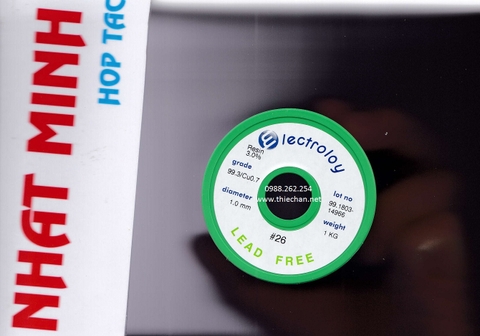 NHAT MINH
HOP TAC
lectroloy
Resin
3.0%
grade
99.3/Cu0.7
diameter
1.0 mm
0988.262.254
www.thiechan.net
lot no
99.1803-
14966
weight
1 KG
#26
LEAD FREE